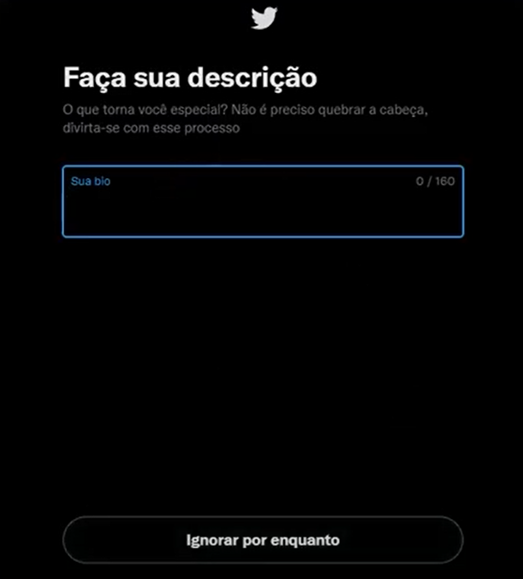 Faça sua descrição
O que torna você especial? Não é preciso quebrar a cabeça,
divirta-se com esse processo
Sua bio 0 / 160
Ignorar por enquanto